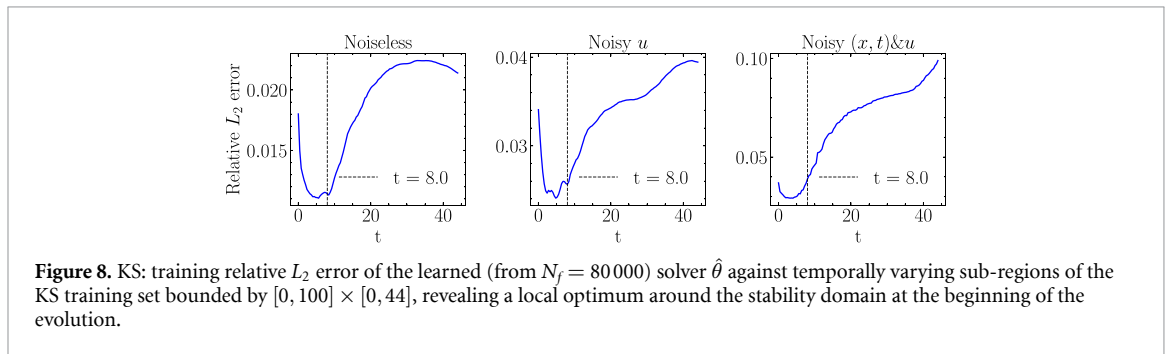 Noiseless
Noisy u
Noisy (x, t)&u
Relative L₂ error
0.020
0.015
0.04
0.03
0.10
0.05
t = 8.0
t = 8.0
t = 8.0
0 20 40
0 20 40
0 20 40
t
t
t
Figure 8. KS: training relative L₂ error of the learned (from N_f = 80 000) solver θ̂ against temporally varying sub-regions of the
KS training set bounded by [0, 100] × [0, 44], revealing a local optimum around the stability domain at the beginning of the
evolution.